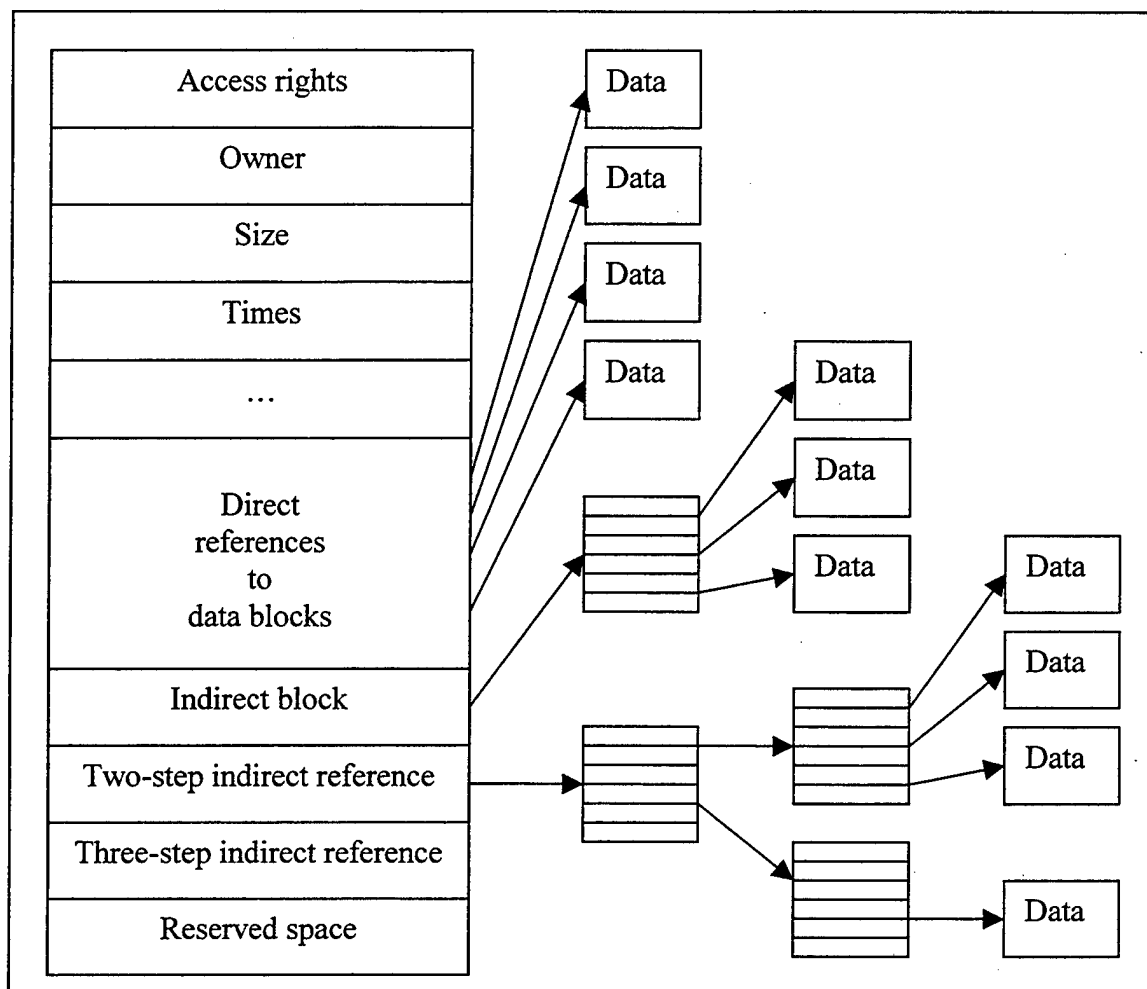 Access rights
Owner
Size
Times
...
Direct
references
to
data blocks
Indirect block
Two-step indirect reference
Three-step indirect reference
Reserved space
Data
Data
Data
Data
Data
Data
Data
Data
Data
Data
Data